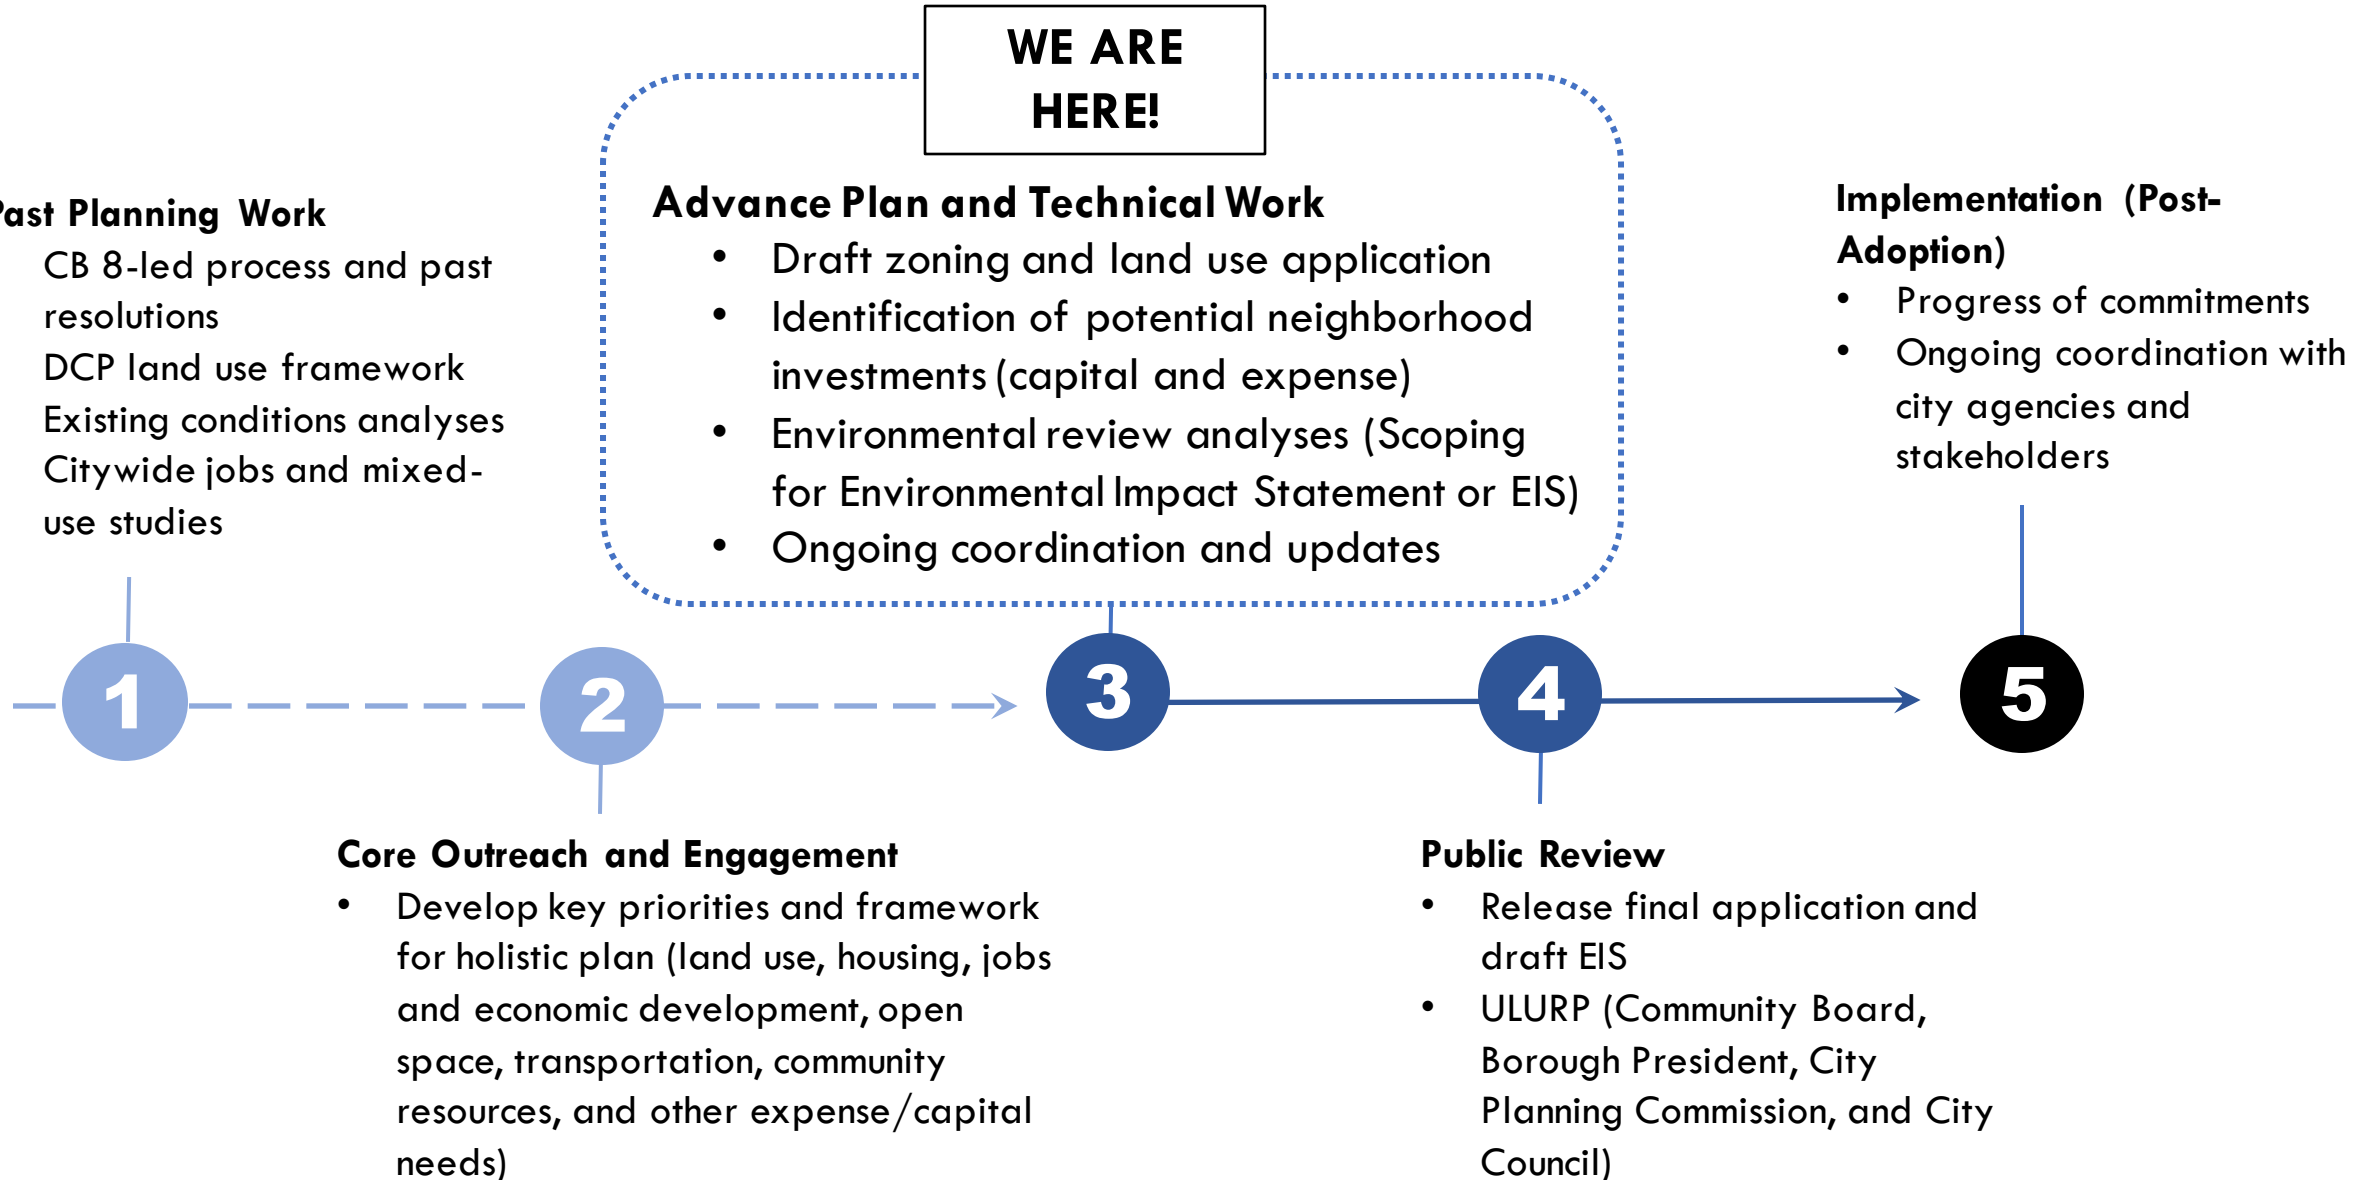 WE ARE
HERE!
Past Planning Work
CB 8-led process and past
resolutions
DCP land use framework
Existing conditions analyses
Citywide jobs and mixed-
use studies
Advance Plan and Technical Work
• Draft zoning and land use application
• Identification of potential neighborhood
investments (capital and expense)
• Environmental review analyses (Scoping
for Environmental Impact Statement or EIS)
• Ongoing coordination and updates
Implementation (Post-
Adoption)
• Progress of commitments
• Ongoing coordination with
city agencies and
stakeholders
1
2
3
4
5
Core Outreach and Engagement
• Develop key priorities and framework
for holistic plan (land use, housing, jobs
and economic development, open
space, transportation, community
resources, and other expense/capital
needs)
Public Review
• Release final application and
draft EIS
• ULURP (Community Board,
Borough President, City
Planning Commission, and City
Council)